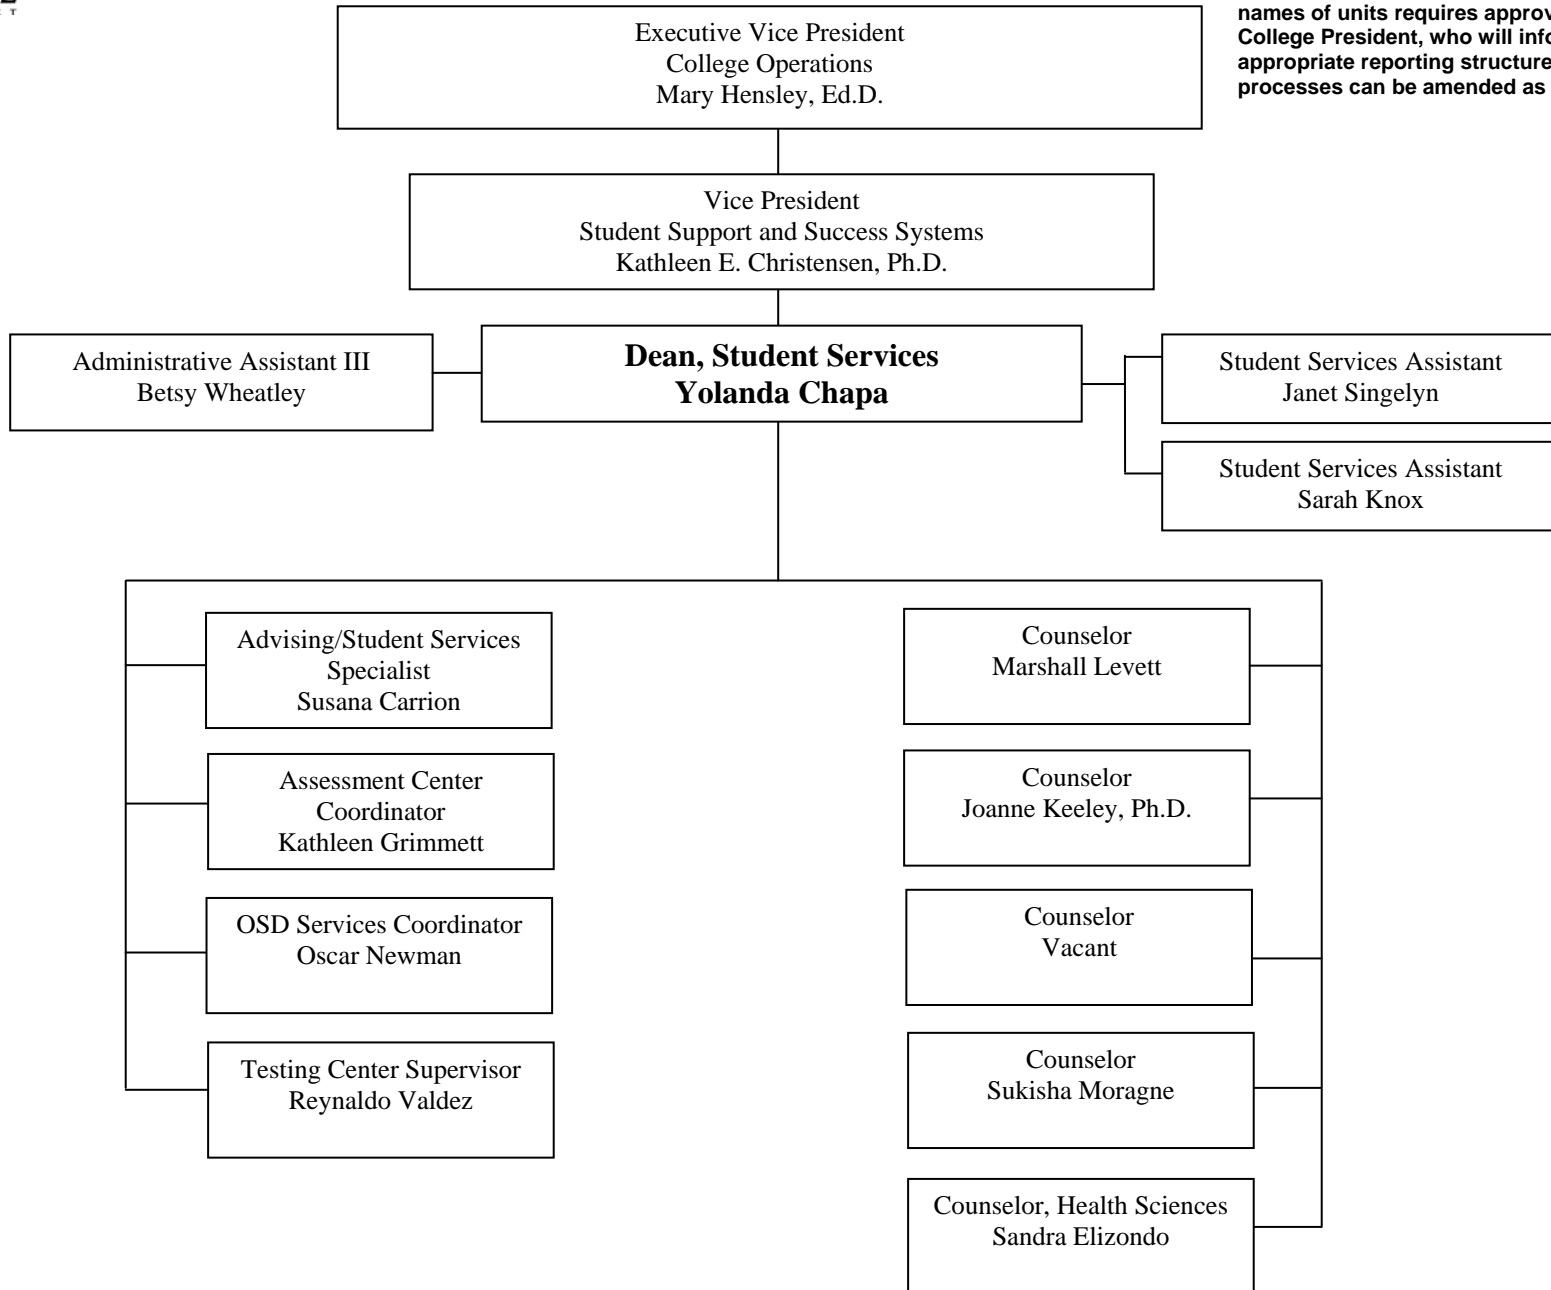 names of units requires
College President, who will
appropriate reporting structure
processes can be amended as
Executive Vice President
College Operations
Mary Hensley, Ed.D.
Vice President
Student Support and Success Systems
Kathleen E. Christensen, Ph.D.
Administrative Assistant III
Betsy Wheatley
Dean, Student Services
Yolanda Chapa
Student Services Assistant
Janet Singelyn
Student Services Assistant
Sarah Knox
Advising/Student Services
Specialist
Susana Carrion
Assessment Center
Coordinator
Kathleen Grimmett
OSD Services Coordinator
Oscar Newman
Testing Center Supervisor
Reynaldo Valdez
Counselor
Marshall Levett
Counselor
Joanne Keeley, Ph.D.
Counselor
Vacant
Counselor
Sukisha Moragne
Counselor, Health Sciences
Sandra Elizondo